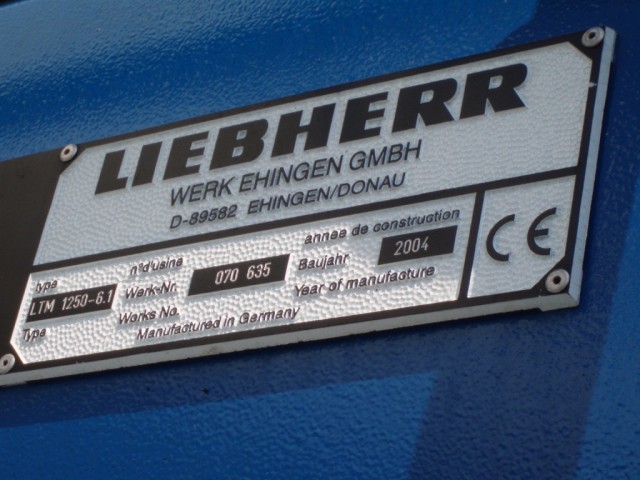 LIEBHERR
WERK EHINGEN GMBH
D-89582 EHINGEN/DONAU
type
LTM 1250-6.1
Type
n°d'usine
Werk-Nr.
Works No.
070 635
annee de construction
Baujahr
Year of manufacture
2004
Manufactured in Germany
CE